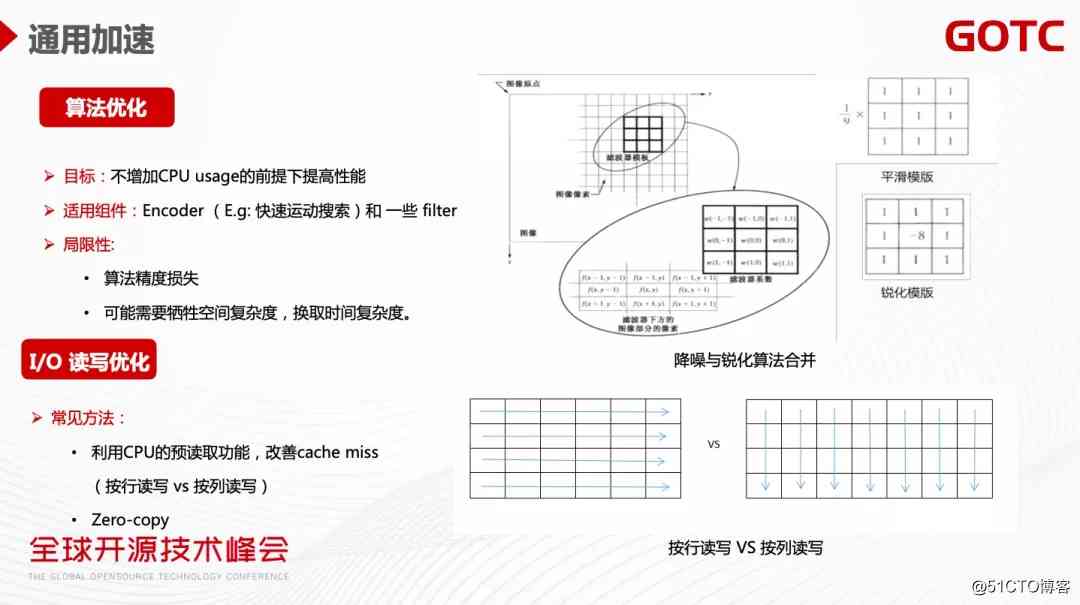 通用加速
GOTC
算法优化
目标：不增加CPU usage的前提下提高性能
适用组件：Encoder （E.g: 快速运动搜索）和 一些 filter
局限性:
• 算法精度损失
• 可能需要牺牲空间复杂度，换取时间复杂度。
I/O 读写优化
常见方法：
• 利用CPU的预读取功能，改善cache miss
（按行读写 vs 按列读写）
• Zero-copy
全球开源技术峰会
THE GLOBAL OPENSOURCE TECHNOLOGY CONFERENCE
图像原点
滤波器模板
图像像素
图像
w(−1,−1) w(−1,0) w(−1,1)
w(0,−1) w(0,0) w(0,1)
w(1,−1) w(1,0) w(1,1)
滤波器系数
f(x−1,y−1) f(x−1,y) f(x−1,y+1)
f(x,y−1) f(x,y) f(x,y+1)
f(x+1,y−1) f(x+1,y) f(x+1,y+1)
滤波器下方的
图像部分的像素
1/9 ×
1 1 1
1 1 1
1 1 1
平滑模版
1 1 1
1 −8 1
1 1 1
锐化模版
降噪与锐化算法合并
vs
按行读写 VS 按列读写
@51CTO博客